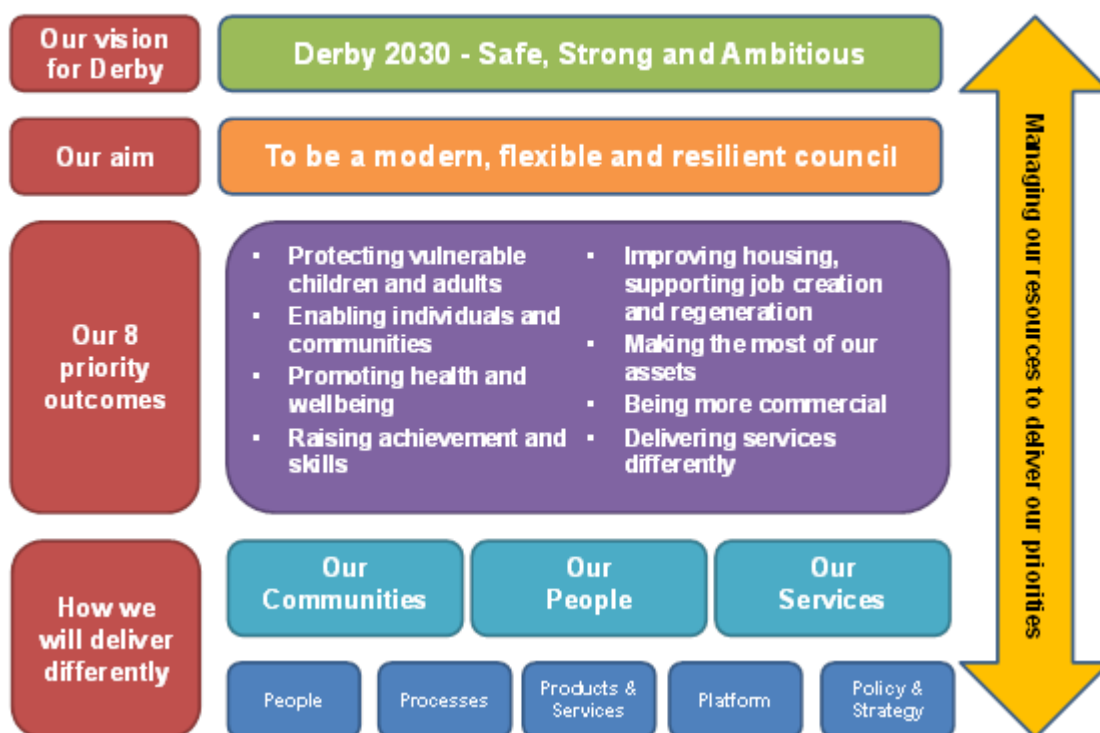 Our vision
for Derby
Derby 2030 - Safe, Strong and Ambitious
Our aim
To be a modern, flexible and resilient council
Our 8
priority
outcomes
▪ Protecting vulnerable
children and adults
▪ Enabling individuals and
communities
▪ Promoting health and
wellbeing
▪ Raising achievement and
skills
▪ Improving housing,
supporting job creation
and regeneration
▪ Making the most of our
assets
▪ Being more commercial
▪ Delivering services
differently
How we
will deliver
differently
Our
Communities
Our
People
Our
Services
People
Processes
Products &
Services
Platform
Policy &
Strategy
Managing our resources to deliver our priorities